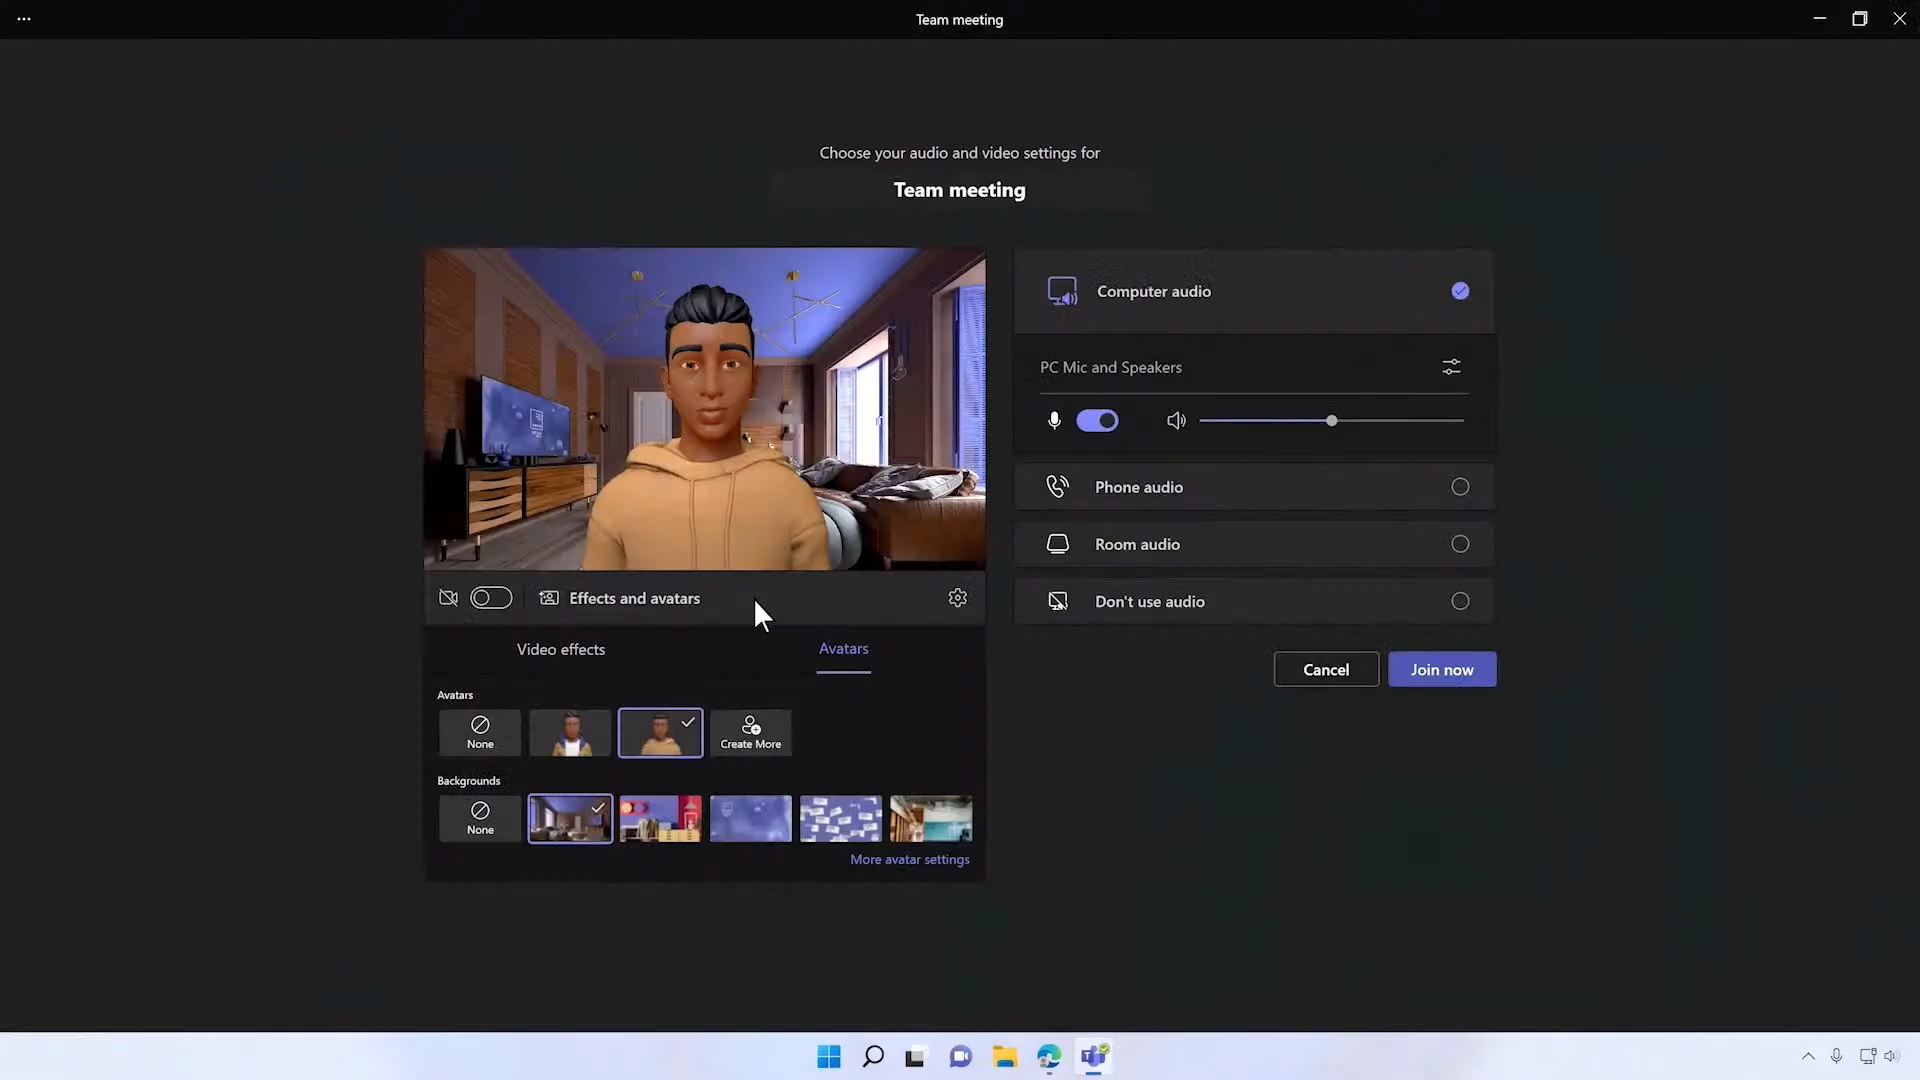 Team meeting
Choose your audio and video settings for
Team meeting
Computer audio
PC Mic and Speakers
Phone audio
Room audio
Don't use audio
Cancel
Join now
Effects and avatars
Video effects
Avatars
Avatars
None
Create More
Backgrounds
None
More avatar settings